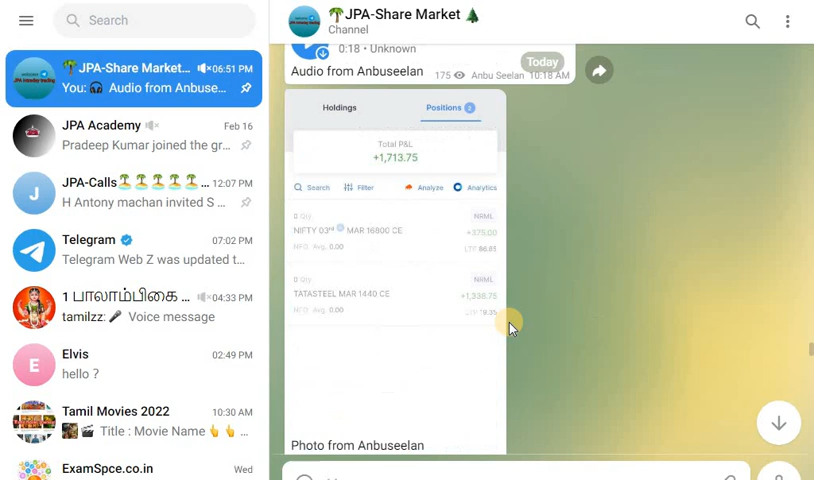 Search
JPA-Share Market... 06:51 PM
You: Audio from Anbuse...
JPA Academy Feb 16
Pradeep Kumar joined the gr...
JPA-Calls ... 12:07 PM
H Antony machan invited S ...
Telegram 07:02 PM
Telegram Web Z was updated t...
1 பாலாம்பிகை ... 04:33 PM
tamilzz: Voice message
Elvis 02:49 PM
E
hello ?
J
Tamil Movies 2022 10:30 AM
Title : Movie Name
ExamSpce.co.in Wed
JPA-Share Market
Channel
0:18 • Unknown
Audio from Anbuseelan 175 Anbu Seelan 10:18 AM
Today
Holdings Positions 2
Total P&L
+1,713.75
Search Filter Analyze Analytics
0 Qty. NRML
NIFTY 03rd MAR 16800 CE +375.00
NFO Avg. 0.00 LTP 86.85
0 Qty. NRML
TATASTEEL MAR 1440 CE +1,338.75
NFO Avg. 0.00
Photo from Anbuseelan